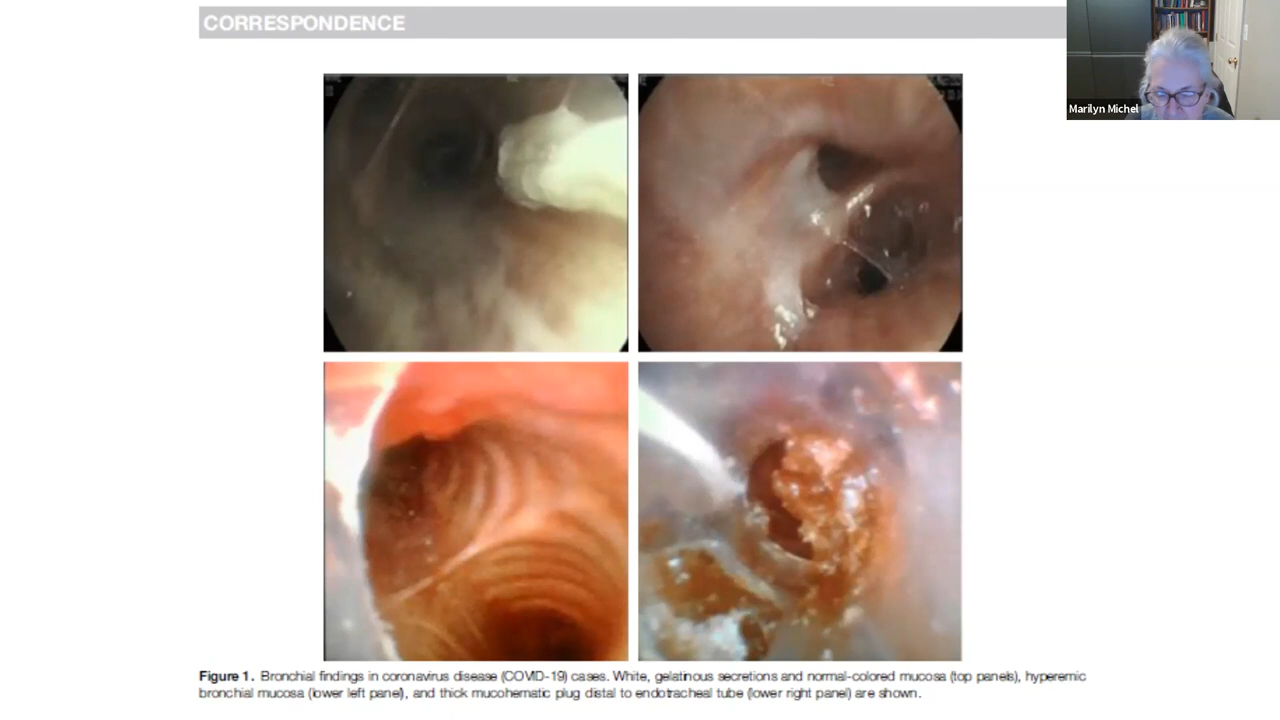 CORRESPONDENCE
Marilyn Michel
Figure 1. Bronchial findings in coronavirus disease (COVID-19) cases. White, gelatinous secretions and normal-colored mucosa (top panels), hyperemic
bronchial mucosa (lower left panel), and thick mucohematic plug distal to endotracheal tube (lower right panel) are shown.